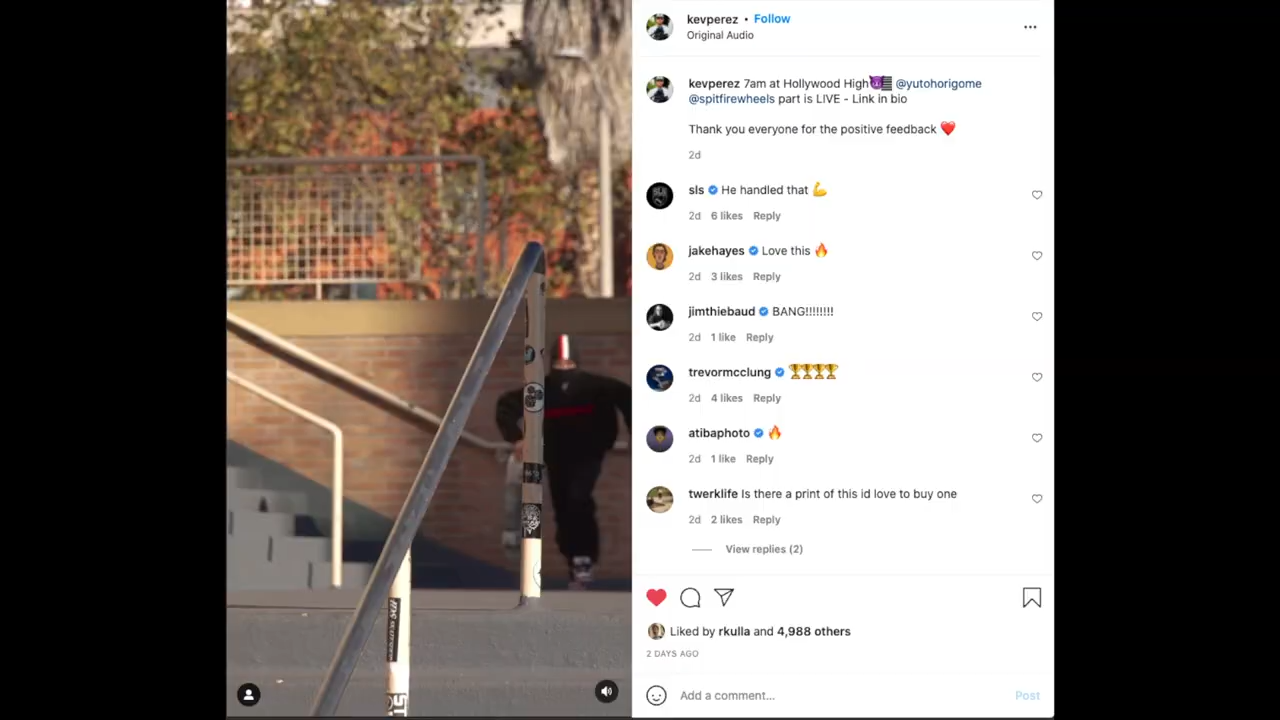 kevperez • Follow
Original Audio
kevperez 7am at Hollywood High😈 @yutohorigome
@spitfirewheels part is LIVE - Link in bio
Thank you everyone for the positive feedback ❤️
2d
sls He handled that 💪
2d 6 likes Reply
jakehayes Love this 🔥
2d 3 likes Reply
jimthiebaud BANG!!!!!!!!
2d 1 like Reply
trevormcclung 🏆🏆🏆🏆
2d 4 likes Reply
atibaphoto 🔥
2d 1 like Reply
twerklife Is there a print of this id love to buy one
2d 2 likes Reply
View replies (2)
Liked by rkulla and 4,988 others
2 DAYS AGO
Add a comment... Post